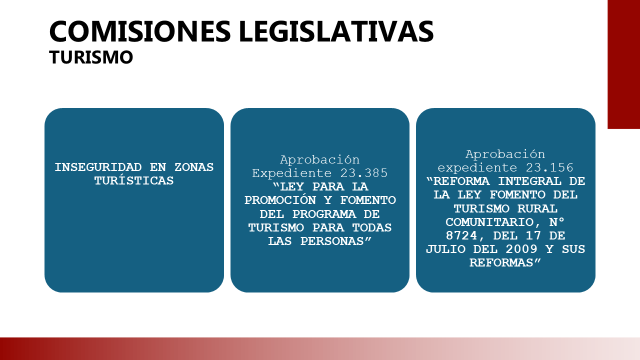 COMISIONES LEGISLATIVAS
TURISMO
INSEGURIDAD EN ZONAS
TURÍSTICAS
Aprobación
Expediente 23.385
“LEY PARA LA
PROMOCIÓN Y FOMENTO
DEL PROGRAMA DE
TURISMO PARA TODAS
LAS PERSONAS”
Aprobación
expediente 23.156
“REFORMA INTEGRAL DE
LA LEY FOMENTO DEL
TURISMO RURAL
COMUNITARIO, N°
8724, DEL 17 DE
JULIO DEL 2009 Y SUS
REFORMAS”